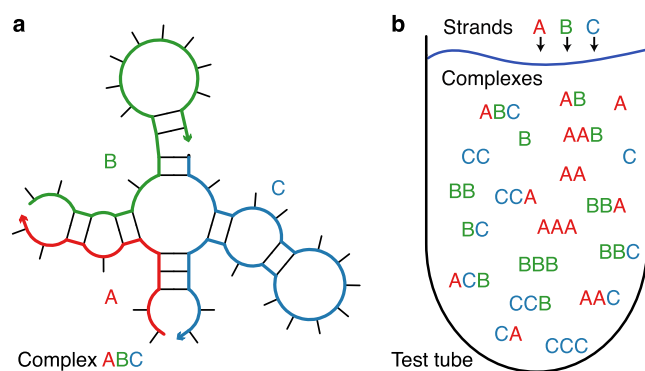 a
B
C
A
Complex ABC
b
Strands A B C
Complexes
ABC
AB
A
B
AAB
CC
C
AA
BB
CCA
BBA
BC
AAA
BBC
BBB
ACB
CCB
AAC
CA
CCC
Test tube